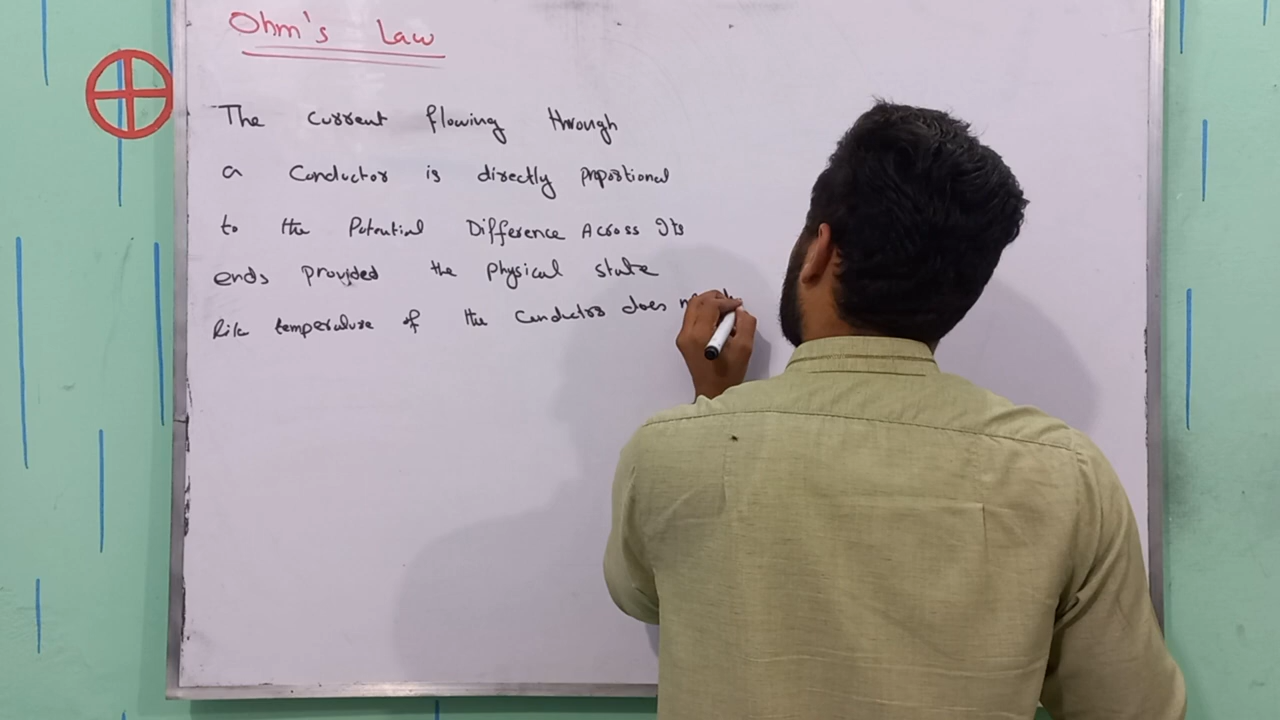 Ohm's Law
The current flowing through
a Conductor is directly proportional
to the Potential Difference Across Its
ends provided the physical state
like temperature of the conductor does